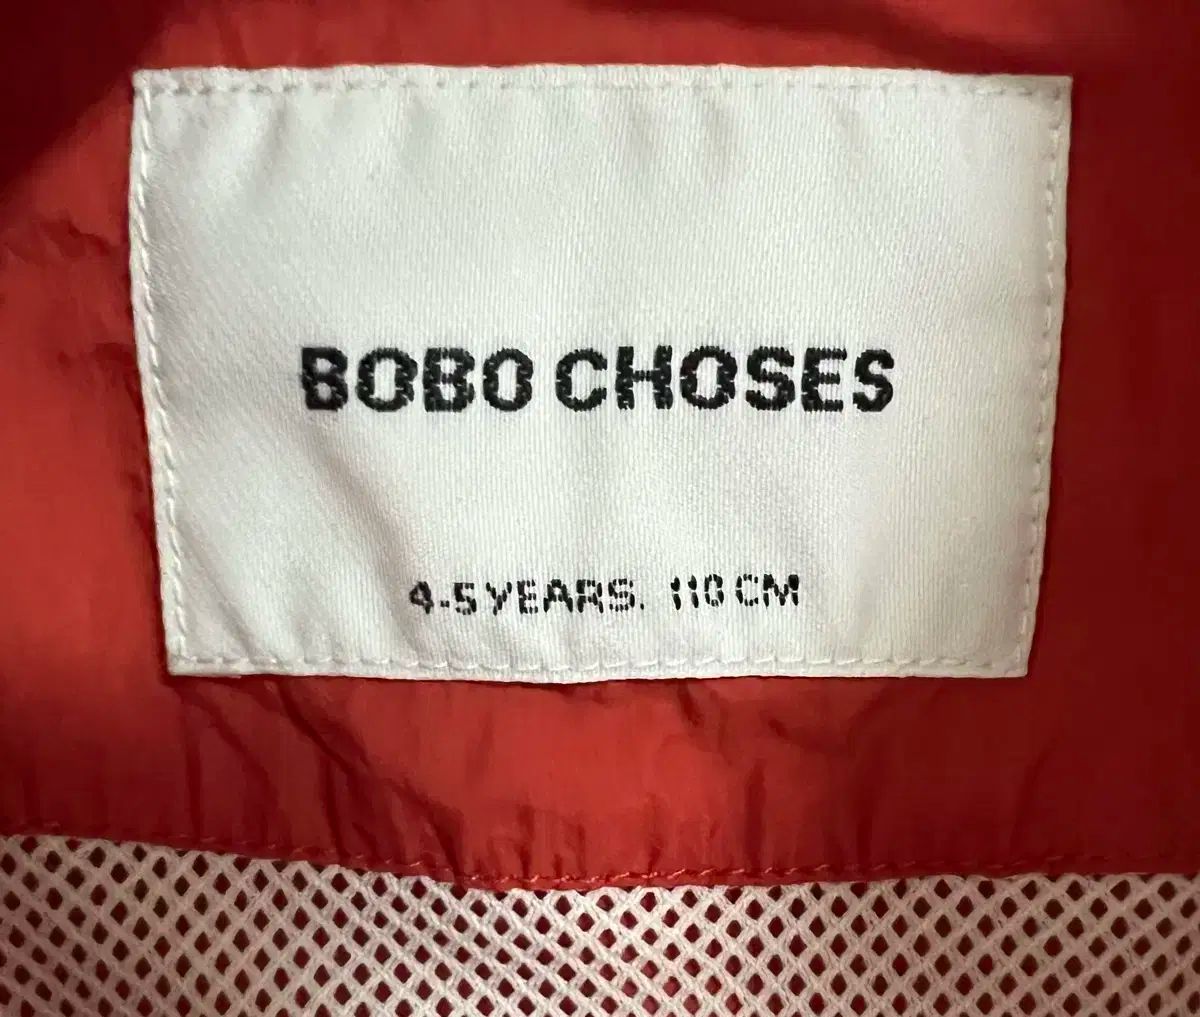 BOBO CHOSES
4-5 YEARS. 110 CM